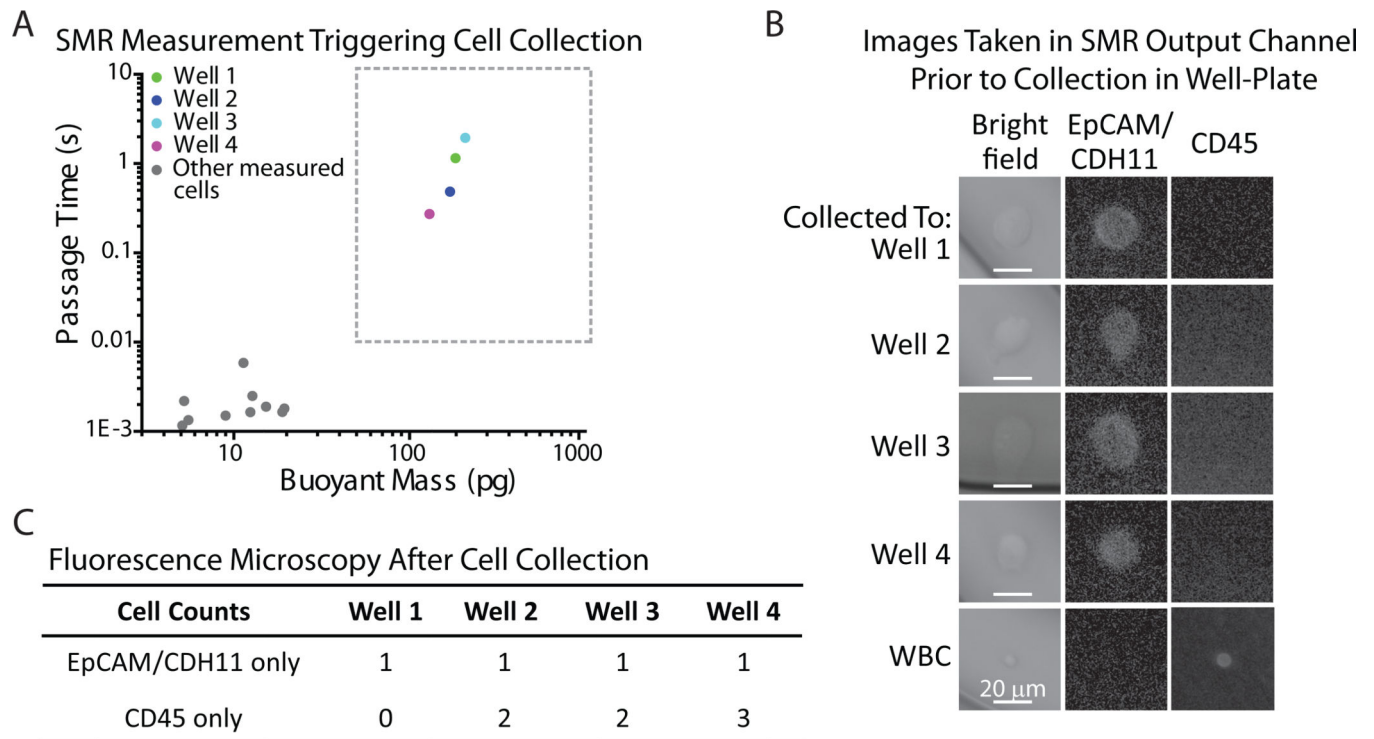 A
SMR Measurement Triggering Cell Collection
10
1
0.1
0.01
1E-3
Passage Time (s)
Well 1
Well 2
Well 3
Well 4
Other measured
cells
10
100
1000
Buoyant Mass (pg)
B
Images Taken in SMR Output Channel
Prior to Collection in Well-Plate
Bright
field
EpCAM/
CDH11
CD45
Collected To:
Well 1
Well 2
Well 3
Well 4
WBC
20 μm
C
Fluorescence Microscopy After Cell Collection
Cell Counts Well 1 Well 2 Well 3 Well 4
EpCAM/CDH11 only 1 1 1 1
CD45 only 0 2 2 3